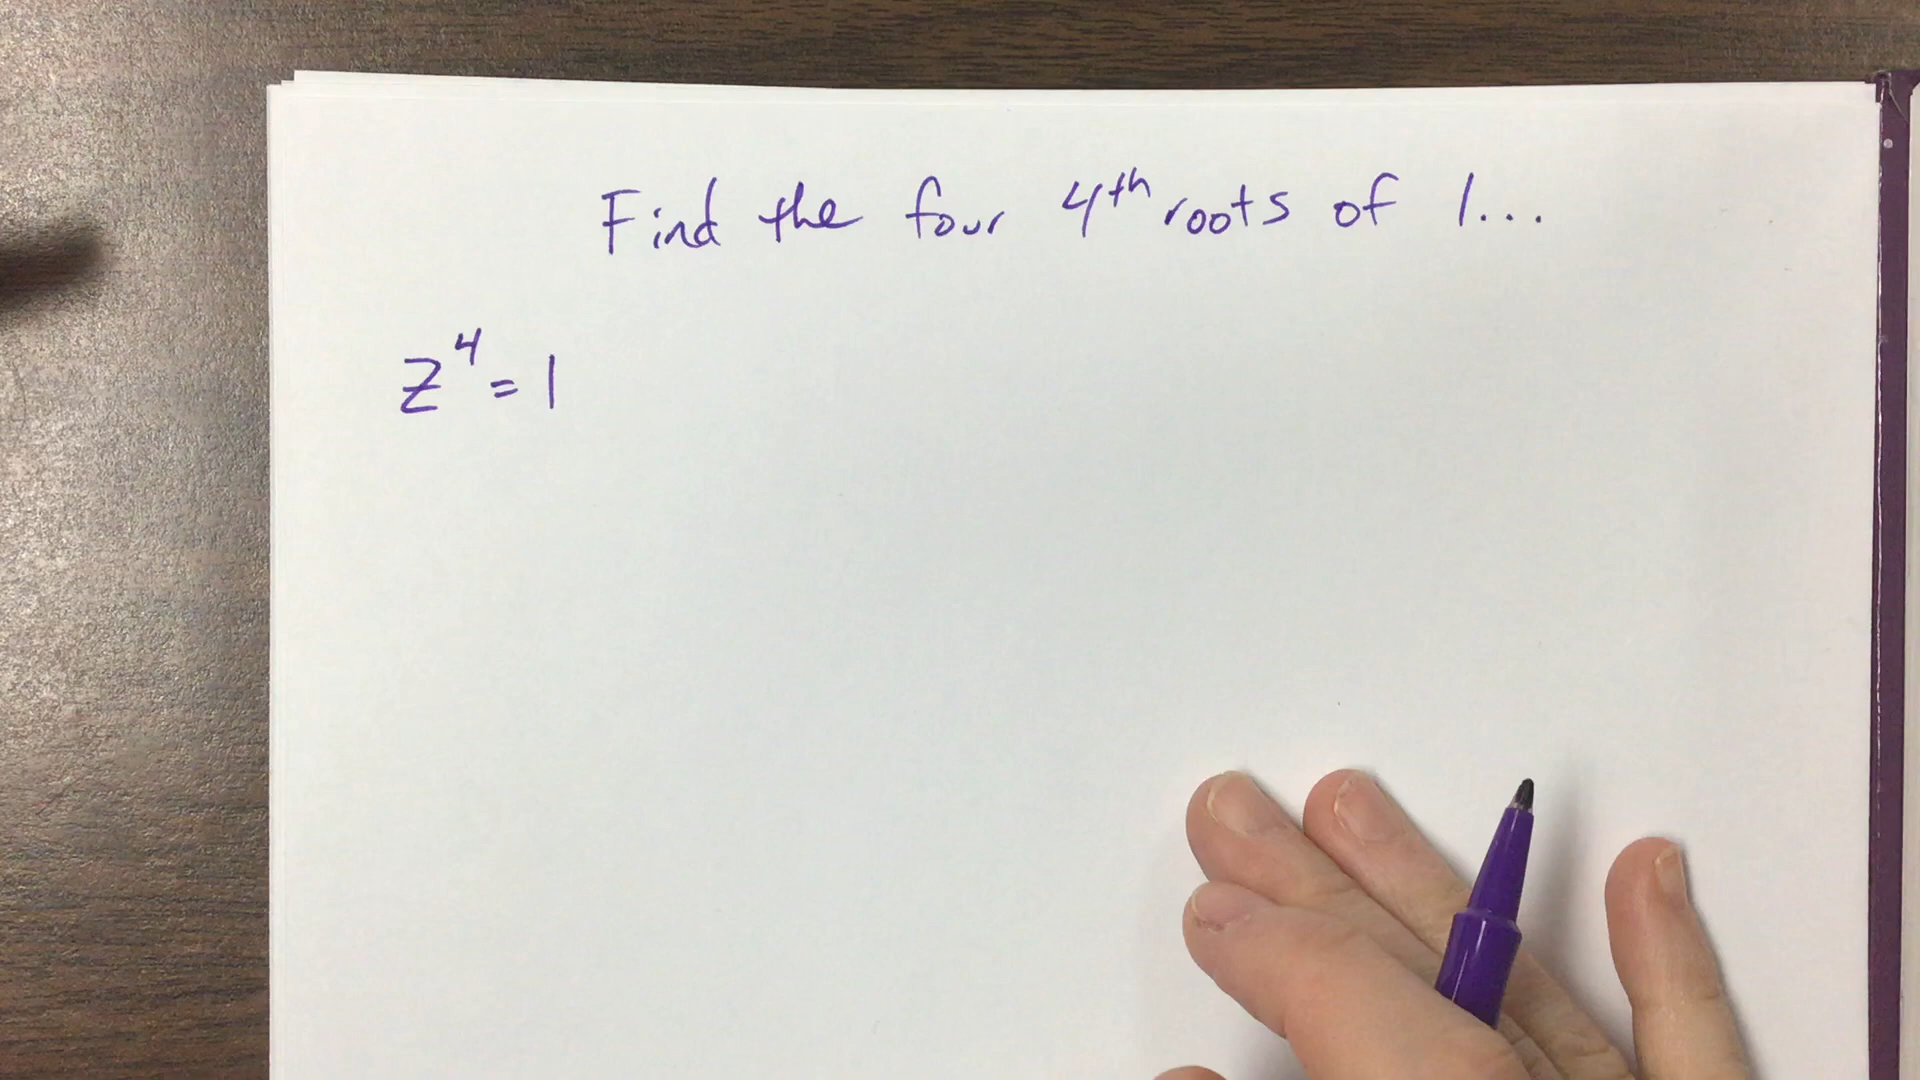 Find the four 4th roots of 1...
z⁴ = 1